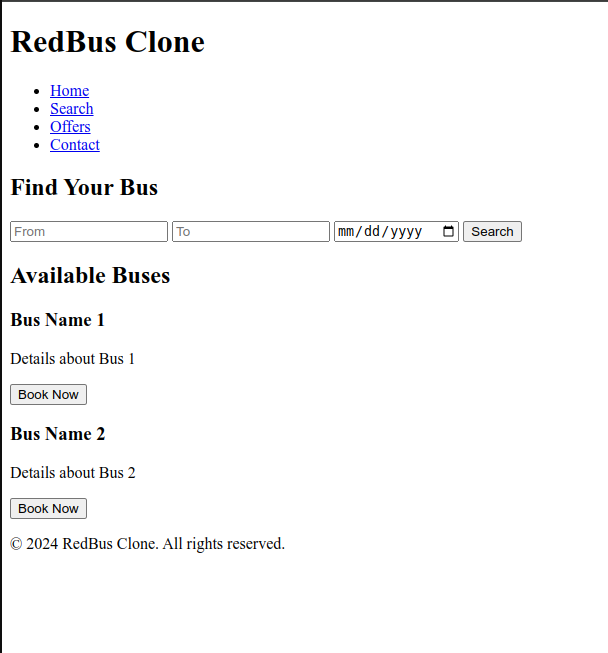 RedBus Clone
Home
Search
Offers
Contact
Find Your Bus
From To mm/dd/yyyy Search
Available Buses
Bus Name 1
Details about Bus 1
Book Now
Bus Name 2
Details about Bus 2
Book Now
© 2024 RedBus Clone. All rights reserved.